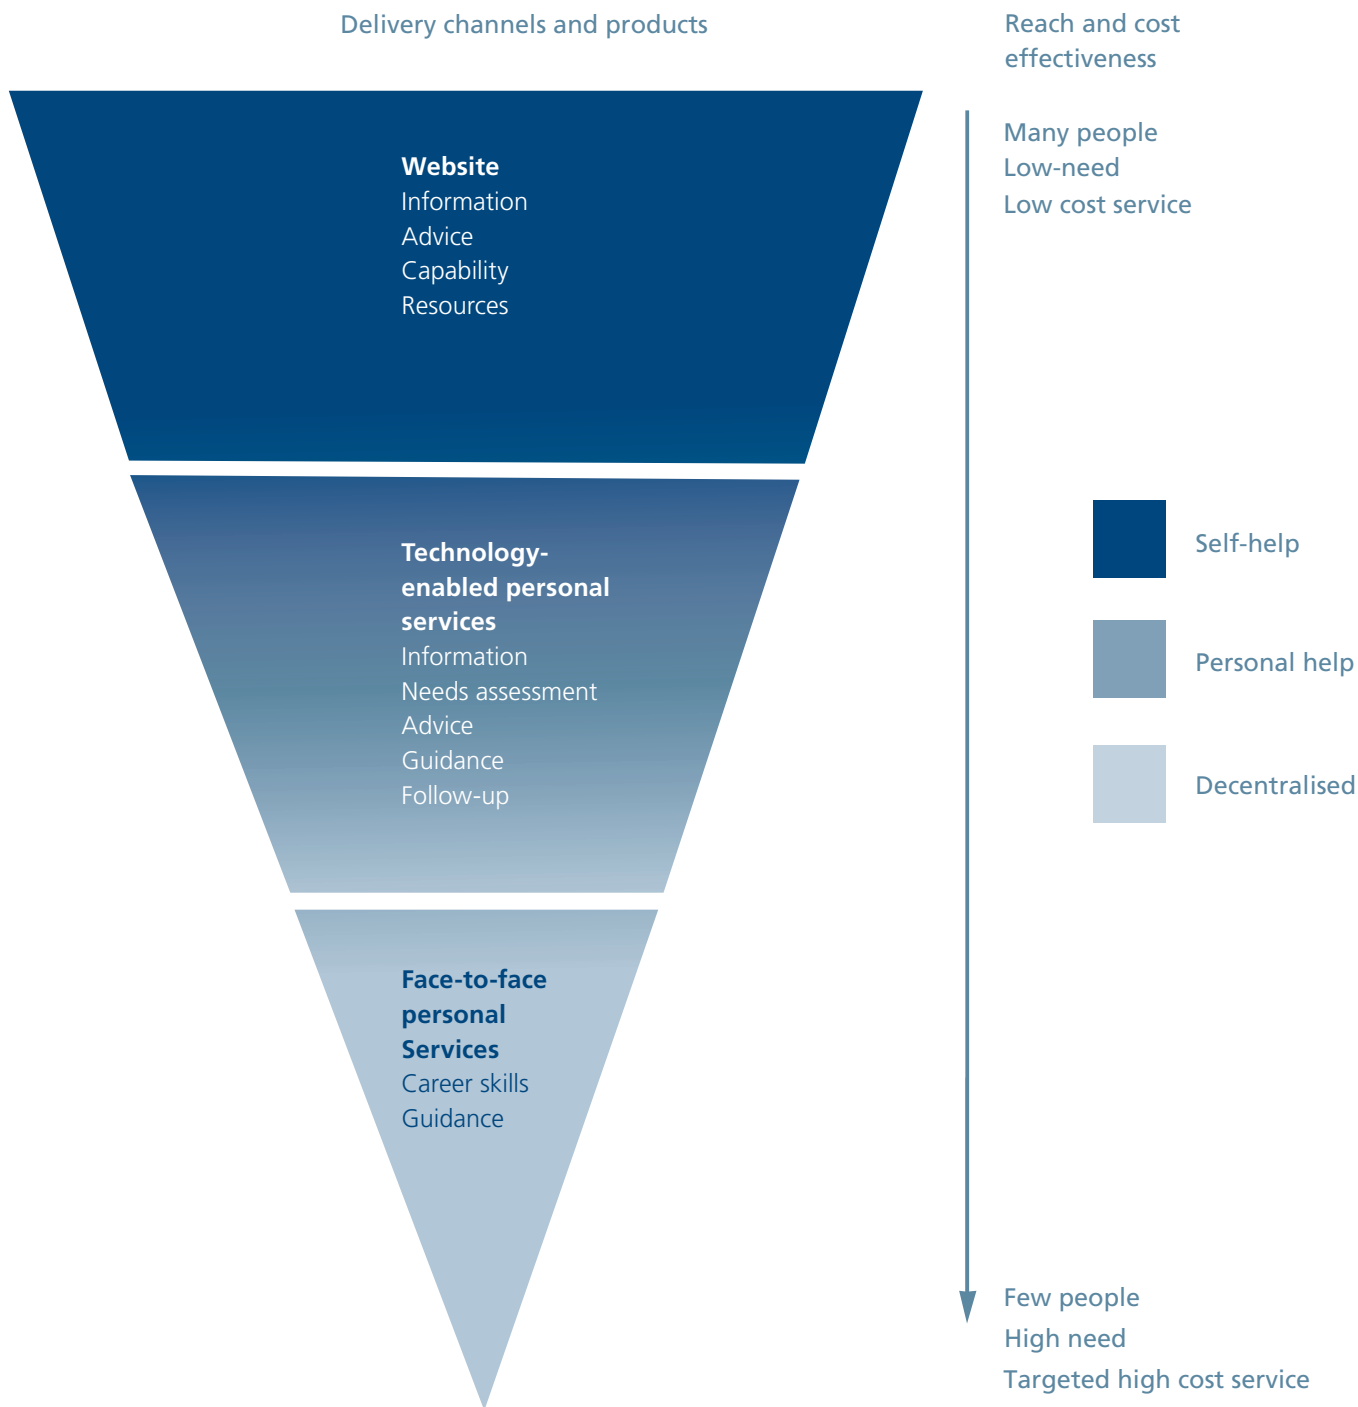 Delivery channels and products
Reach and cost
effectiveness
Many people
Low-need
Low cost service
Website
Information
Advice
Capability
Resources
Technology-
enabled personal
services
Information
Needs assessment
Advice
Guidance
Follow-up
Self-help
Personal help
Decentralised
Face-to-face
personal
Services
Career skills
Guidance
Few people
High need
Targeted high cost service